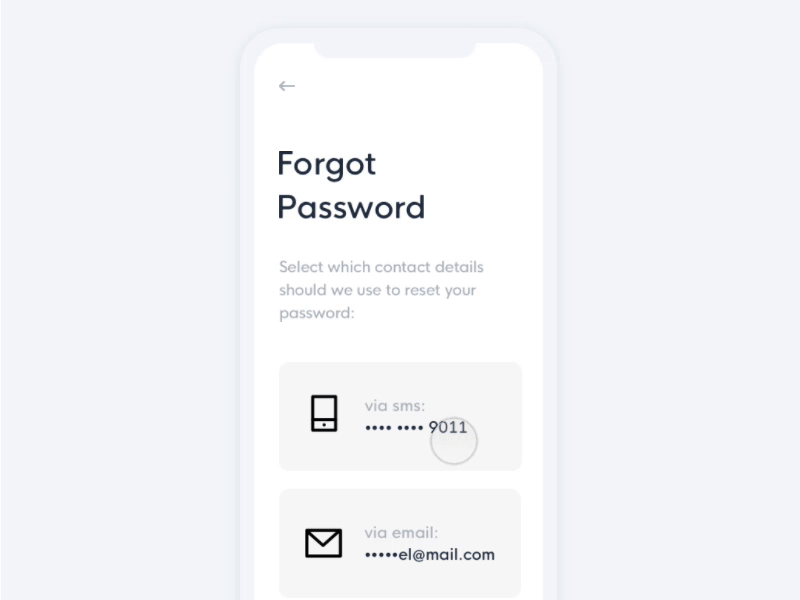 Forgot
Password
Select which contact details
should we use to reset your
password:
via sms:
•••• •••• 9011
via email:
•••••el@mail.com